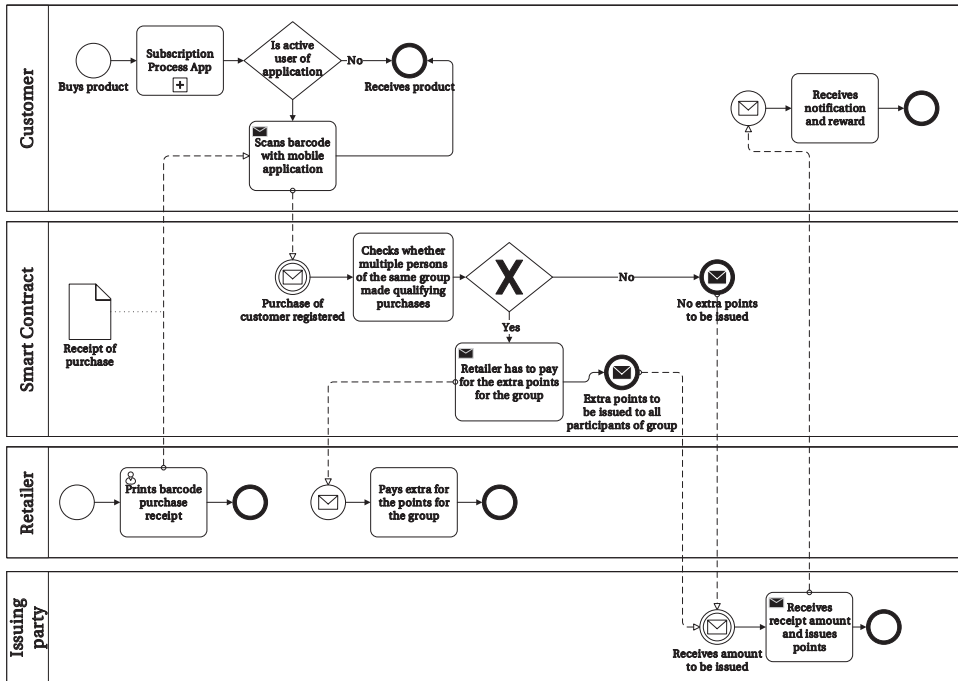 Customer
Buys product
Subscription
Process App
Is active
user of
application
No
Receives product
Scans barcode
with mobile
application
Receives
notification
and reward
Smart Contract
Receipt of
purchase
Purchase of
customer registered
Checks whether
multiple persons
of the same group
made qualifying
purchases
X
No
No extra points
to be issued
Yes
Retailer has to pay
for the extra points
for the group
Extra points to
be issued to all
participants of group
Retailer
Prints barcode
purchase
receipt
Pays extra for
the points for
the group
Issuing
party
Receives amount
to be issued
Receives
receipt amount
and issues
points